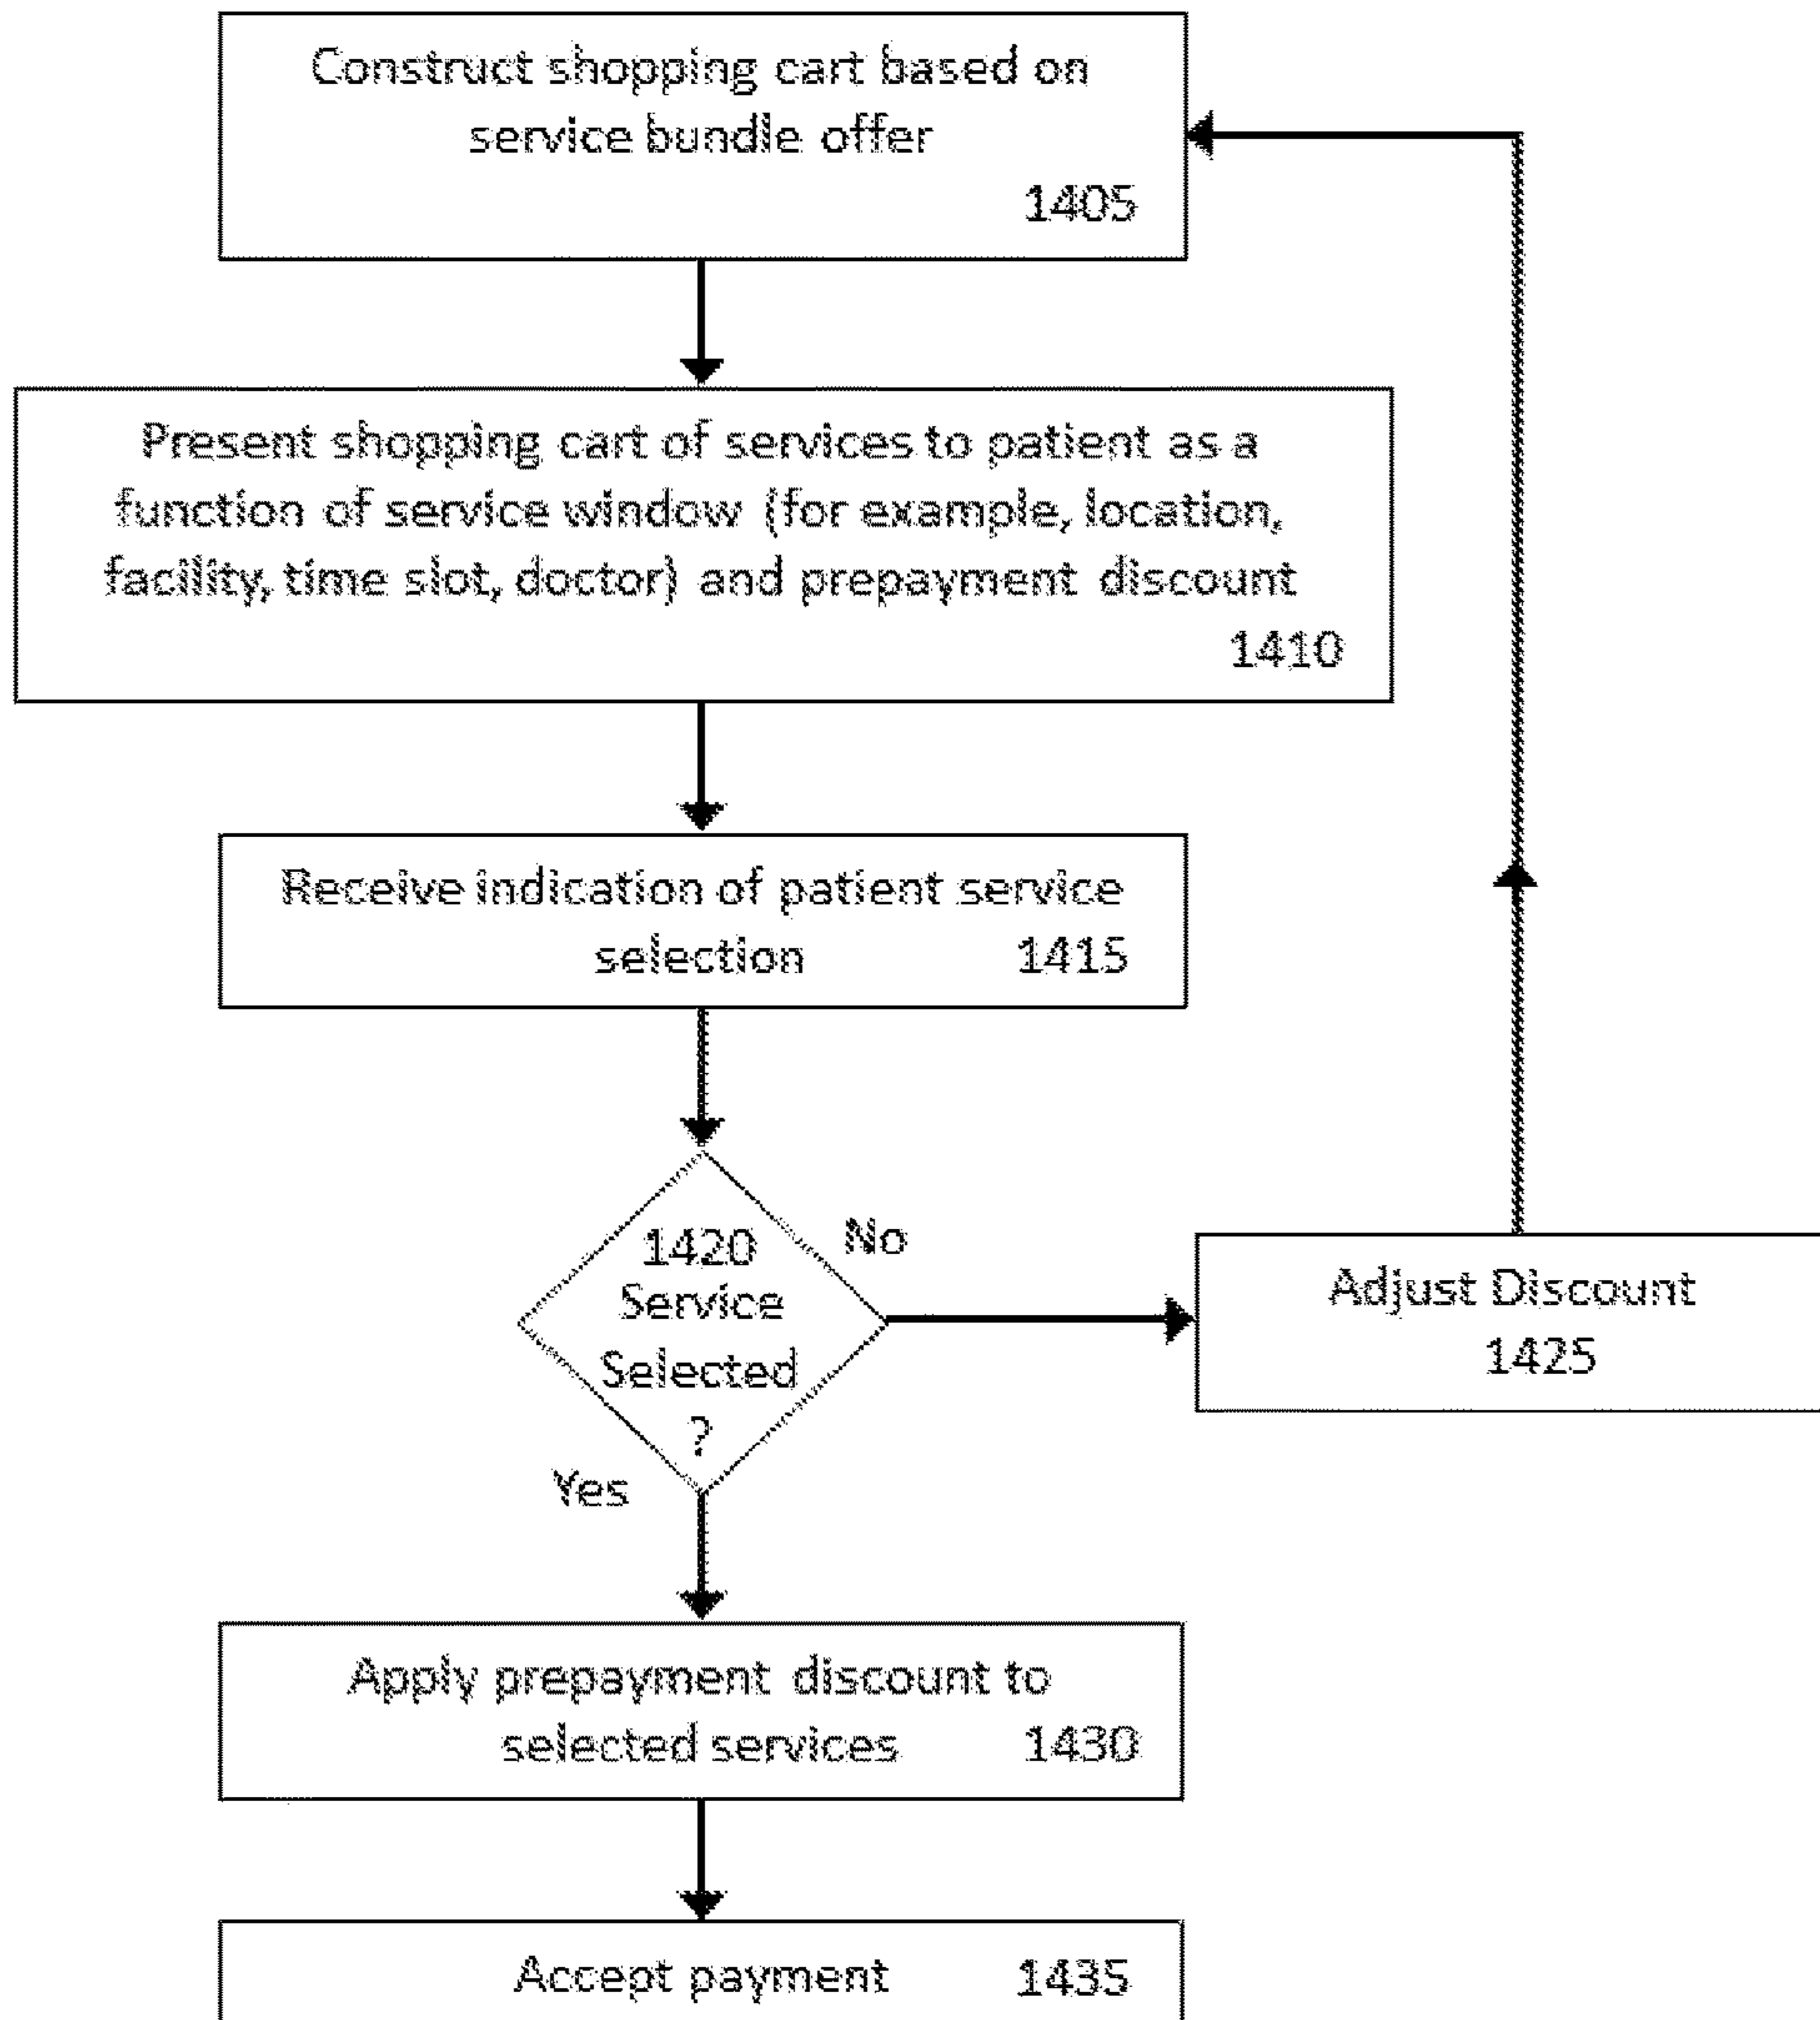 Construct shopping cart based on
service bundle offer
1405
Present shopping cart of services to patient as a
function of service window (for example, location,
facility, time slot, doctor) and prepayment discount
1410
Receive indication of patient service
selection 1415
1420
Service
Selected
?
No
Adjust Discount
1425
Yes
Apply prepayment discount to
selected services 1430
Accept payment 1435